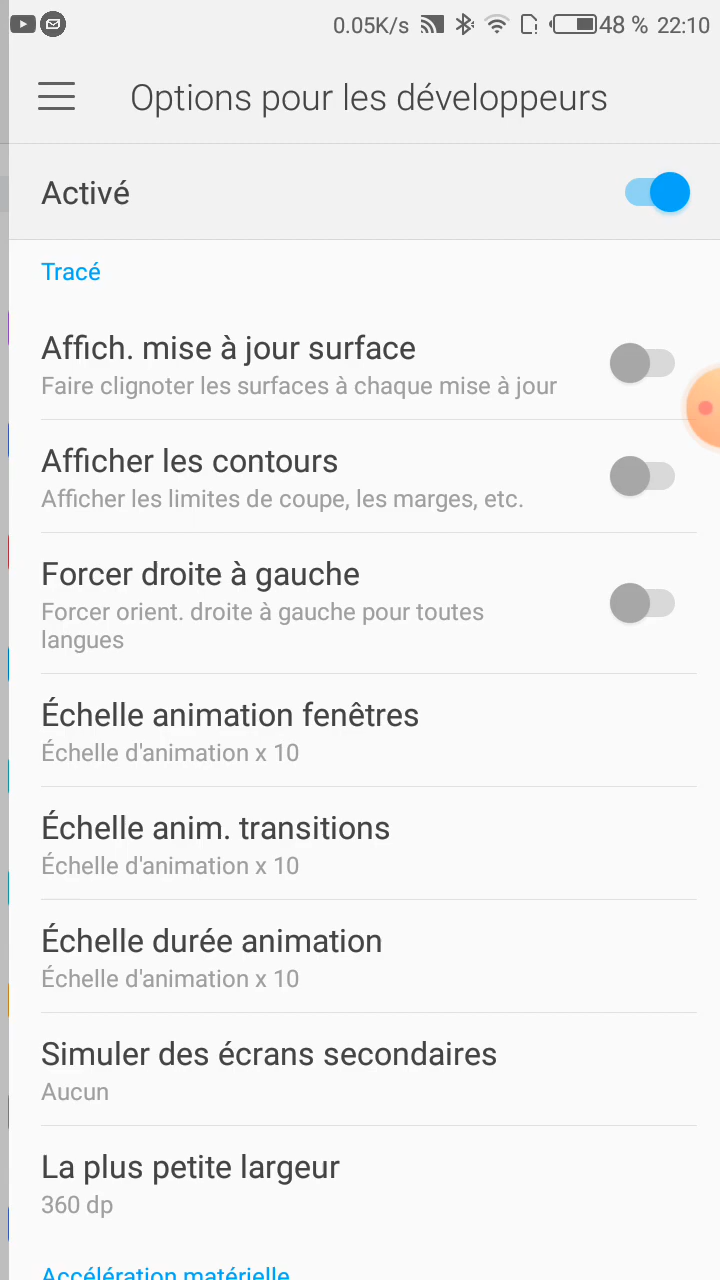 0.05K/s 48 % 22:10
Options pour les développeurs
Activé
Tracé
Affich. mise à jour surface
Faire clignoter les surfaces à chaque mise à jour
Afficher les contours
Afficher les limites de coupe, les marges, etc.
Forcer droite à gauche
Forcer orient. droite à gauche pour toutes
langues
Échelle animation fenêtres
Échelle d'animation x 10
Échelle anim. transitions
Échelle d'animation x 10
Échelle durée animation
Échelle d'animation x 10
Simuler des écrans secondaires
Aucun
La plus petite largeur
360 dp
Accélération matérielle